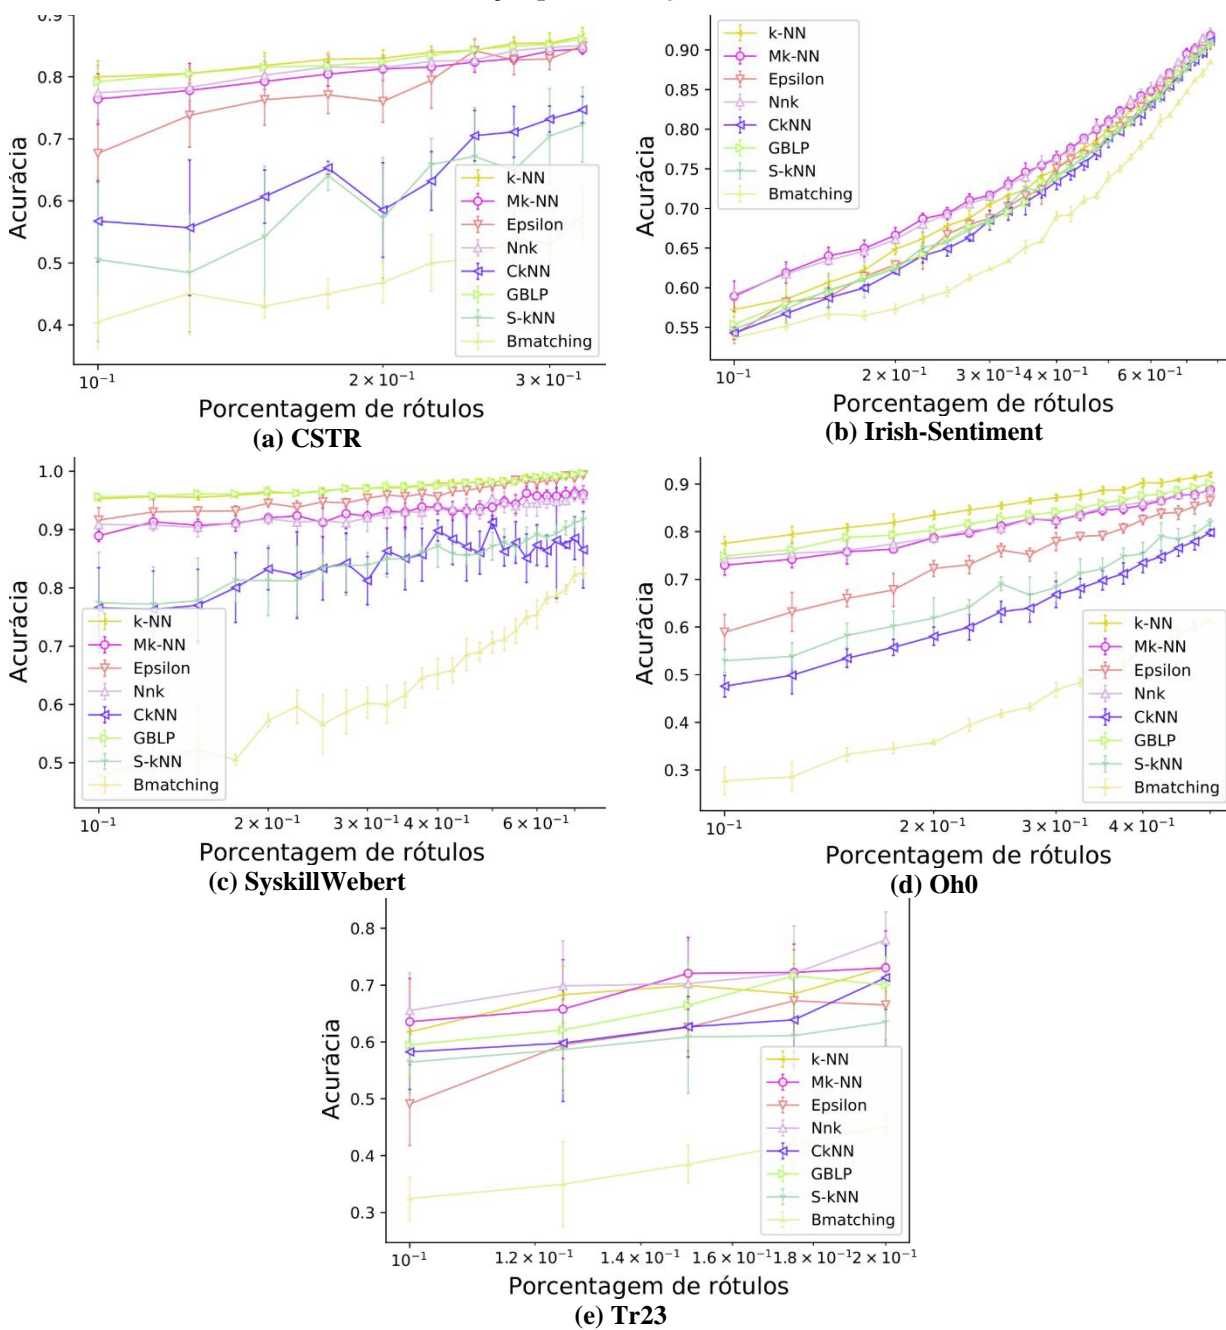 0.9
0.8
0.7
0.6
0.5
0.4
Acurácia
k-NN
Mk-NN
Epsilon
Nnk
CkNN
GBLP
S-kNN
Bmatching
10⁻¹ 2 × 10⁻¹ 3 × 10⁻¹
Porcentagem de rótulos
(a) CSTR
0.90
0.85
0.80
0.75
0.70
0.65
0.60
0.55
Acurácia
k-NN
Mk-NN
Epsilon
Nnk
CkNN
GBLP
S-kNN
Bmatching
10⁻¹ 2 × 10⁻¹ 3 × 10⁻¹ 4 × 10⁻¹ 6 × 10⁻¹
Porcentagem de rótulos
(b) Irish-Sentiment
1.0
0.9
0.8
0.7
0.6
0.5
Acurácia
k-NN
Mk-NN
Epsilon
Nnk
CkNN
GBLP
S-kNN
Bmatching
10⁻¹ 2 × 10⁻¹ 3 × 10⁻¹ 4 × 10⁻¹ 6 × 10⁻¹
Porcentagem de rótulos
(c) SyskillWebert
0.9
0.8
0.7
0.6
0.5
0.4
0.3
Acurácia
k-NN
Mk-NN
Epsilon
Nnk
CkNN
GBLP
S-kNN
Bmatching
10⁻¹ 2 × 10⁻¹ 3 × 10⁻¹ 4 × 10⁻¹
Porcentagem de rótulos
(d) Oh0
0.8
0.7
0.6
0.5
0.4
0.3
Acurácia
k-NN
Mk-NN
Epsilon
Nnk
CkNN
GBLP
S-kNN
Bmatching
10⁻¹ 1.2 × 10⁻¹ 1.4 × 10⁻¹ 1.6 × 10⁻¹ 1.8 × 10⁻¹ 2 × 10⁻¹
Porcentagem de rótulos
(e) Tr23